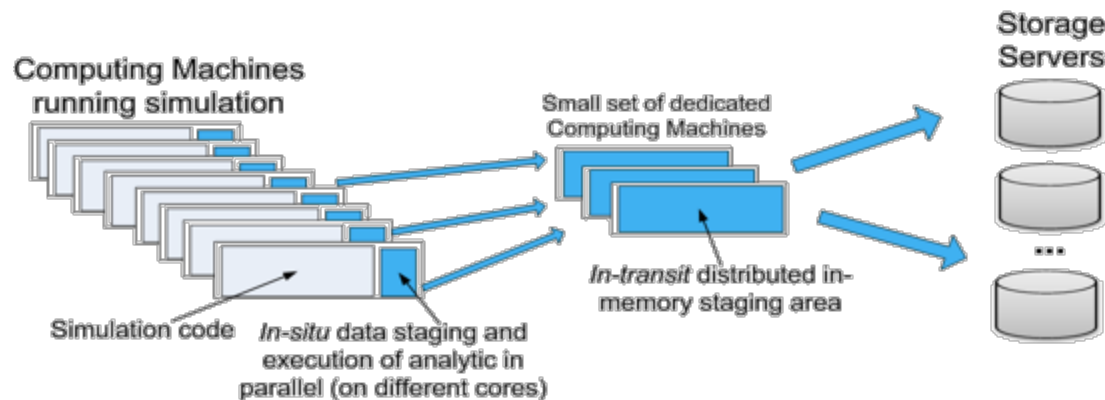 Computing Machines
running simulation
Small set of dedicated
Computing Machines
Storage
Servers
Simulation code
In-situ data staging and
execution of analytic in
parallel (on different cores)
In-transit distributed in-
memory staging area
...